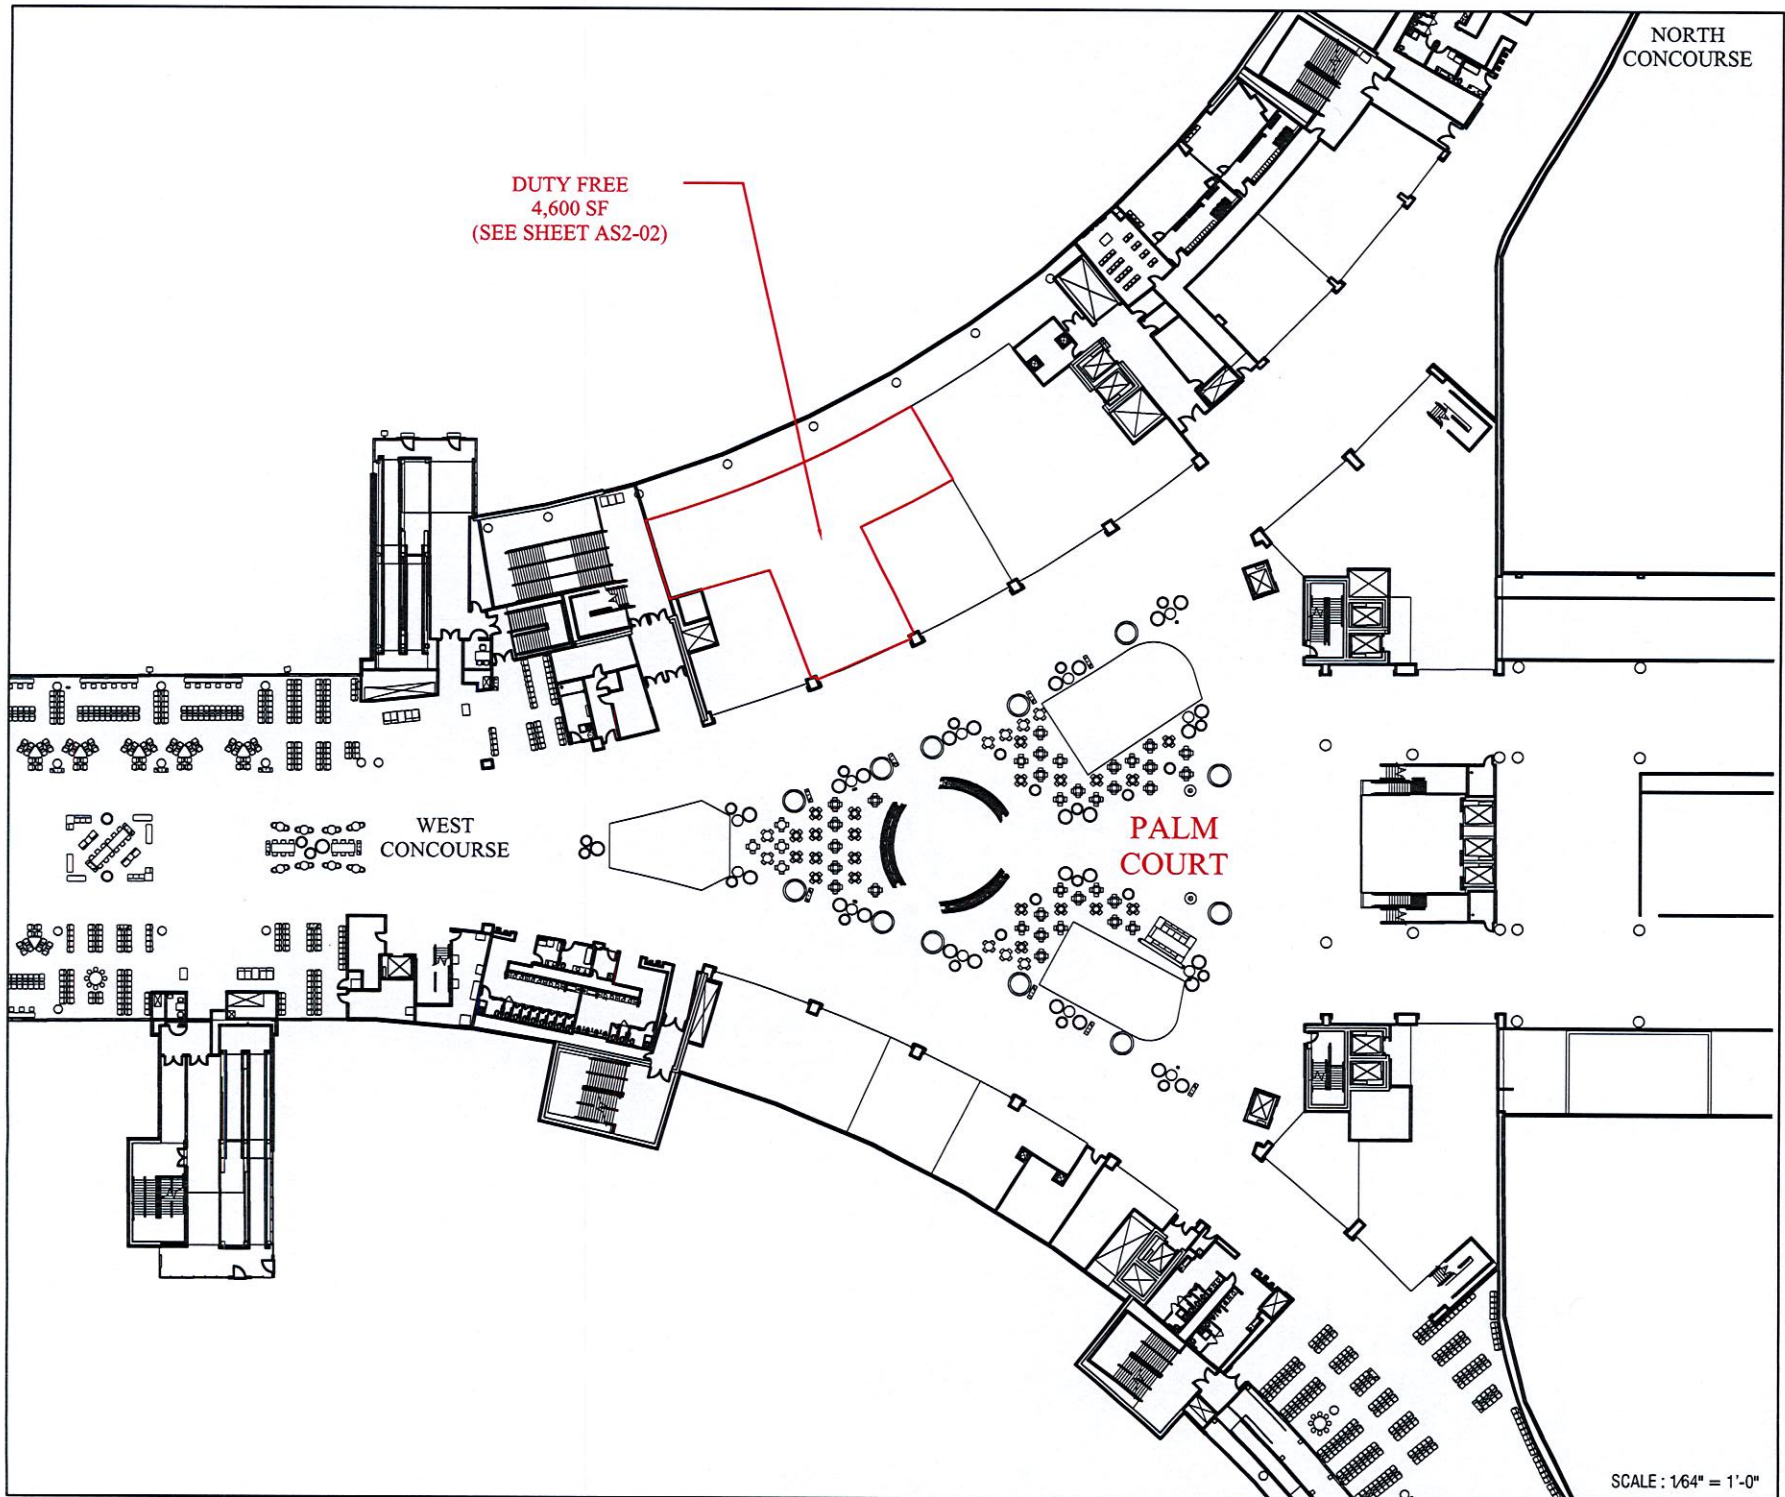 NORTH
CONCOURSE
DUTY FREE
4,600 SF
(SEE SHEET AS2-02)
WEST
CONCOURSE
PALM
COURT
SCALE : 1/64" = 1'-0"